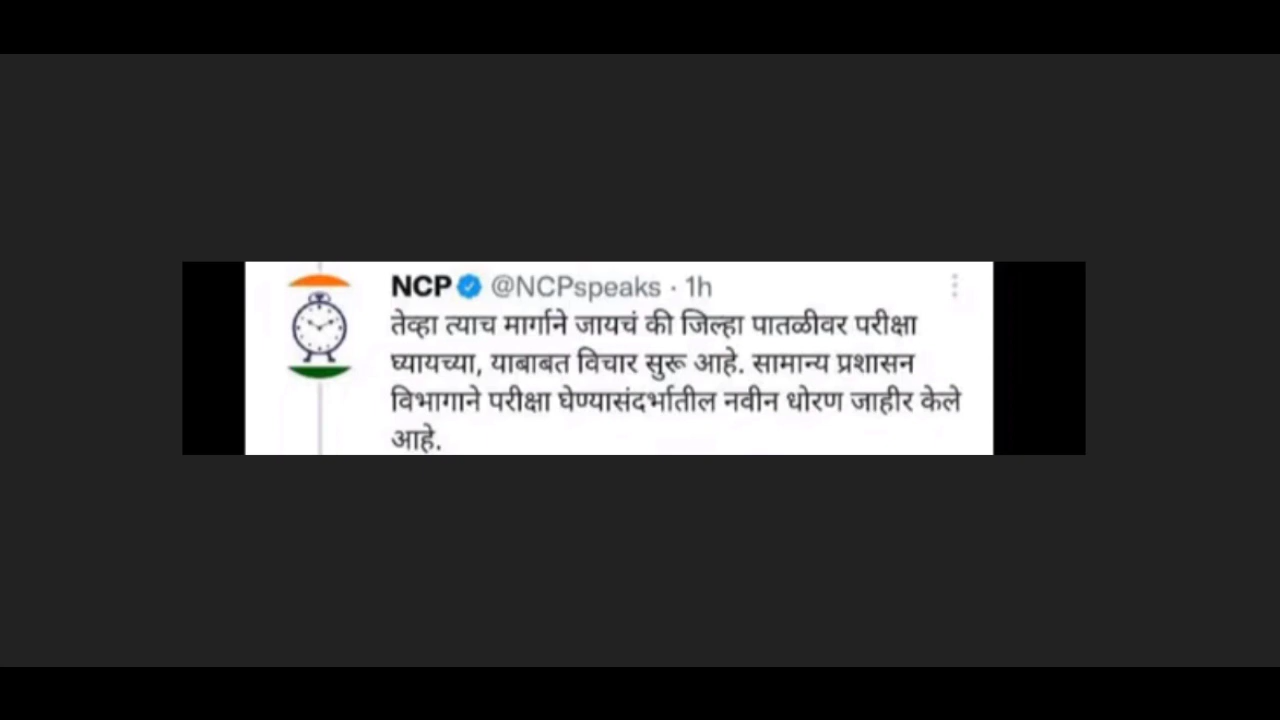 NCP @NCPspeaks · 1h
तेव्हा त्याच मार्गाने जायचं की जिल्हा पातळीवर परीक्षा
घ्यायच्या, याबाबत विचार सुरू आहे. सामान्य प्रशासन
विभागाने परीक्षा घेण्यासंदर्भातील नवीन धोरण जाहीर केले
आहे.